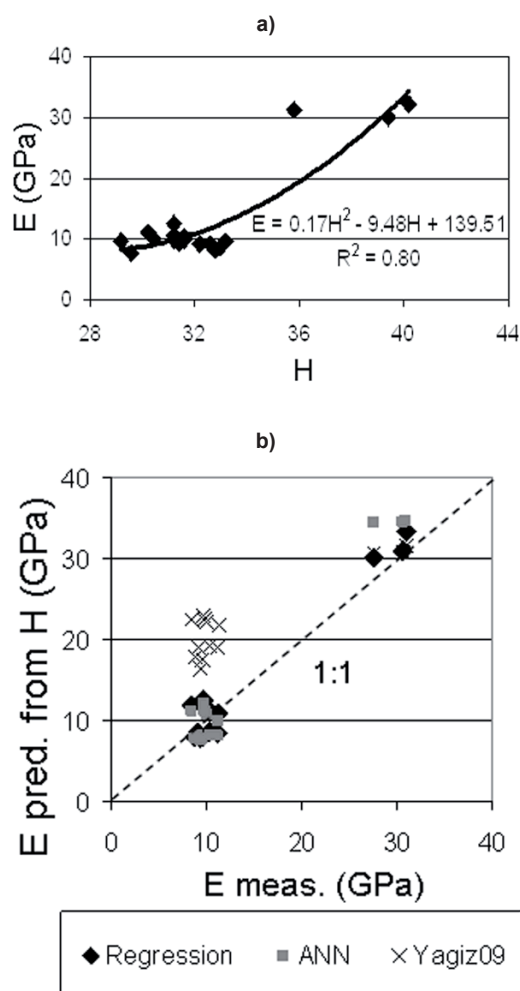 a)
40
30
20
10
0
E (GPa)
E = 0.17H² - 9.48H + 139.51
R² = 0.80
28 32 36 40 44
H
b)
40
30
20
10
0
E pred. from H (GPa)
1:1
0 10 20 30 40
E meas. (GPa)
Regression ANN Yagiz09